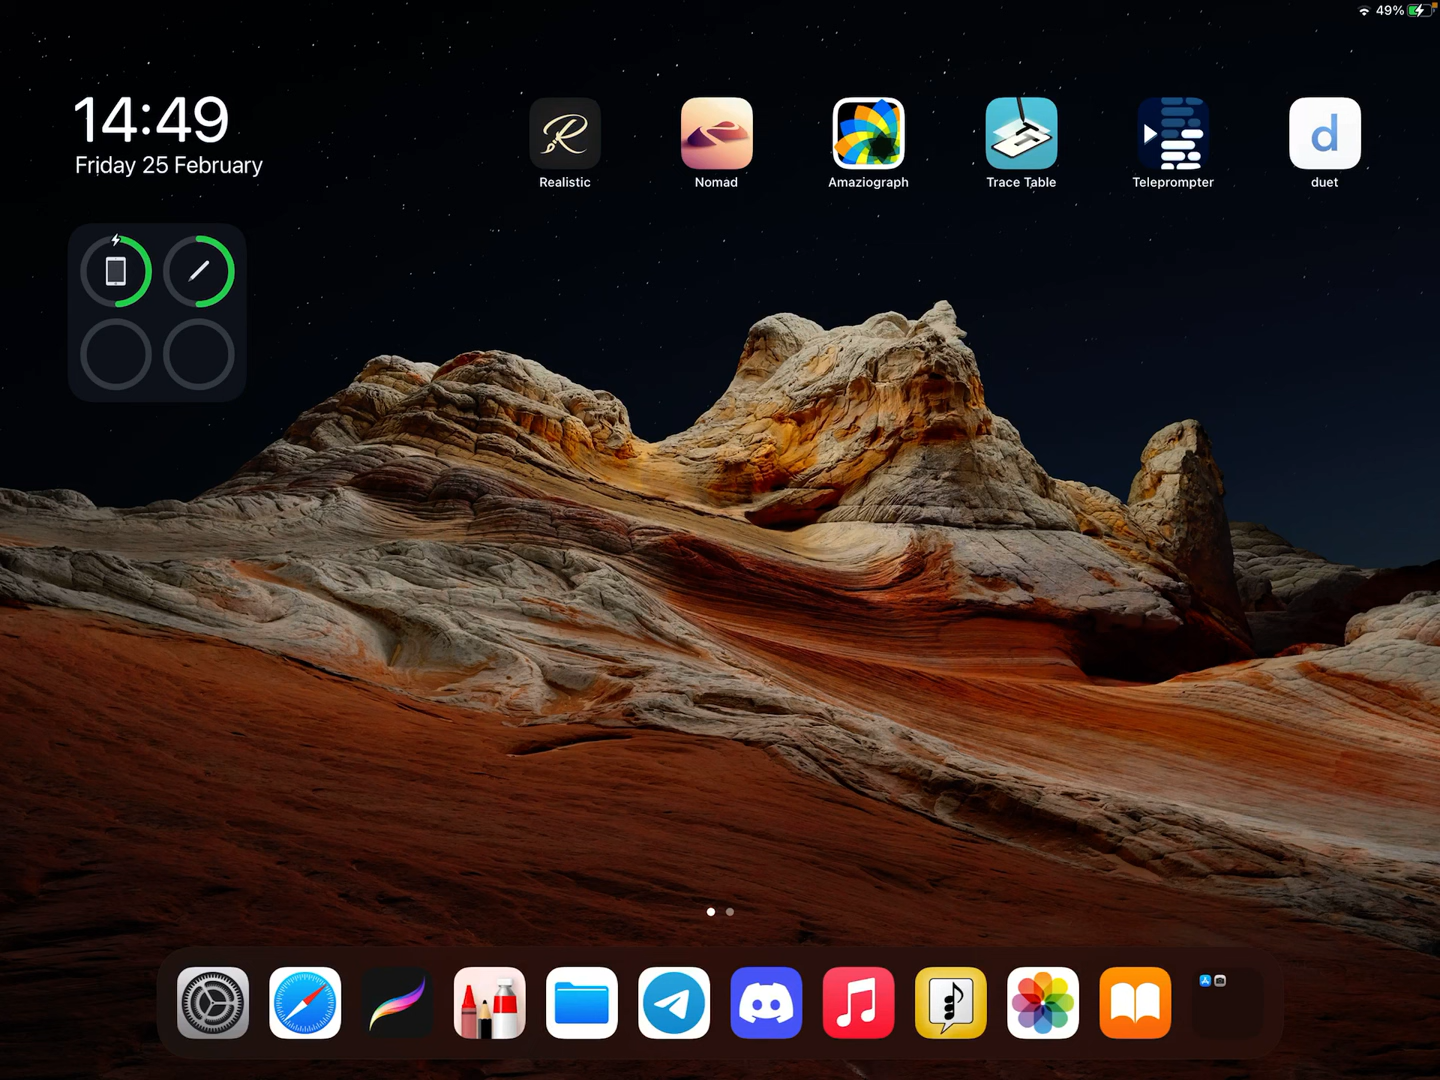 49%
14:49
Friday 25 February
Realistic
Nomad
Amaziograph
Trace Table
Teleprompter
d
duet